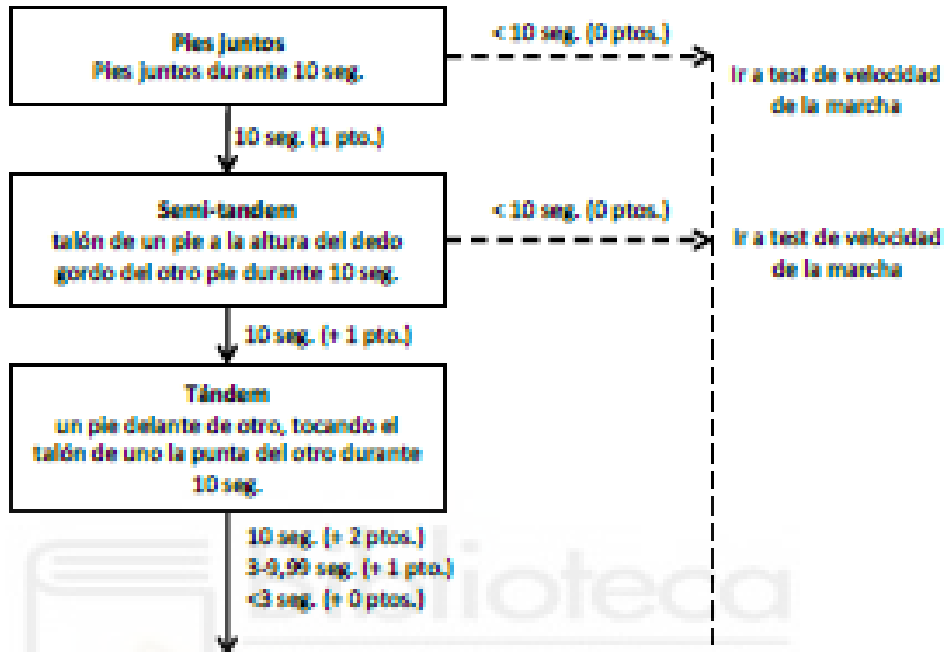 Pies juntos
Pies juntos durante 10 seg.
< 10 seg. (0 ptos.)
Ir a test de velocidad
de la marcha
10 seg. (1 pto.)
Semi-tandem
talón de un pie a la altura del dedo
gordo del otro pie durante 10 seg.
< 10 seg. (0 ptos.)
Ir a test de velocidad
de la marcha
10 seg. (+ 1 pto.)
Tándem
un pie delante de otro, tocando el
talón de uno la punta del otro durante
10 seg.
10 seg. (+ 2 ptos.)
3-9,99 seg. (+ 1 pto.)
<3 seg. (+ 0 ptos.)
Biblioteca